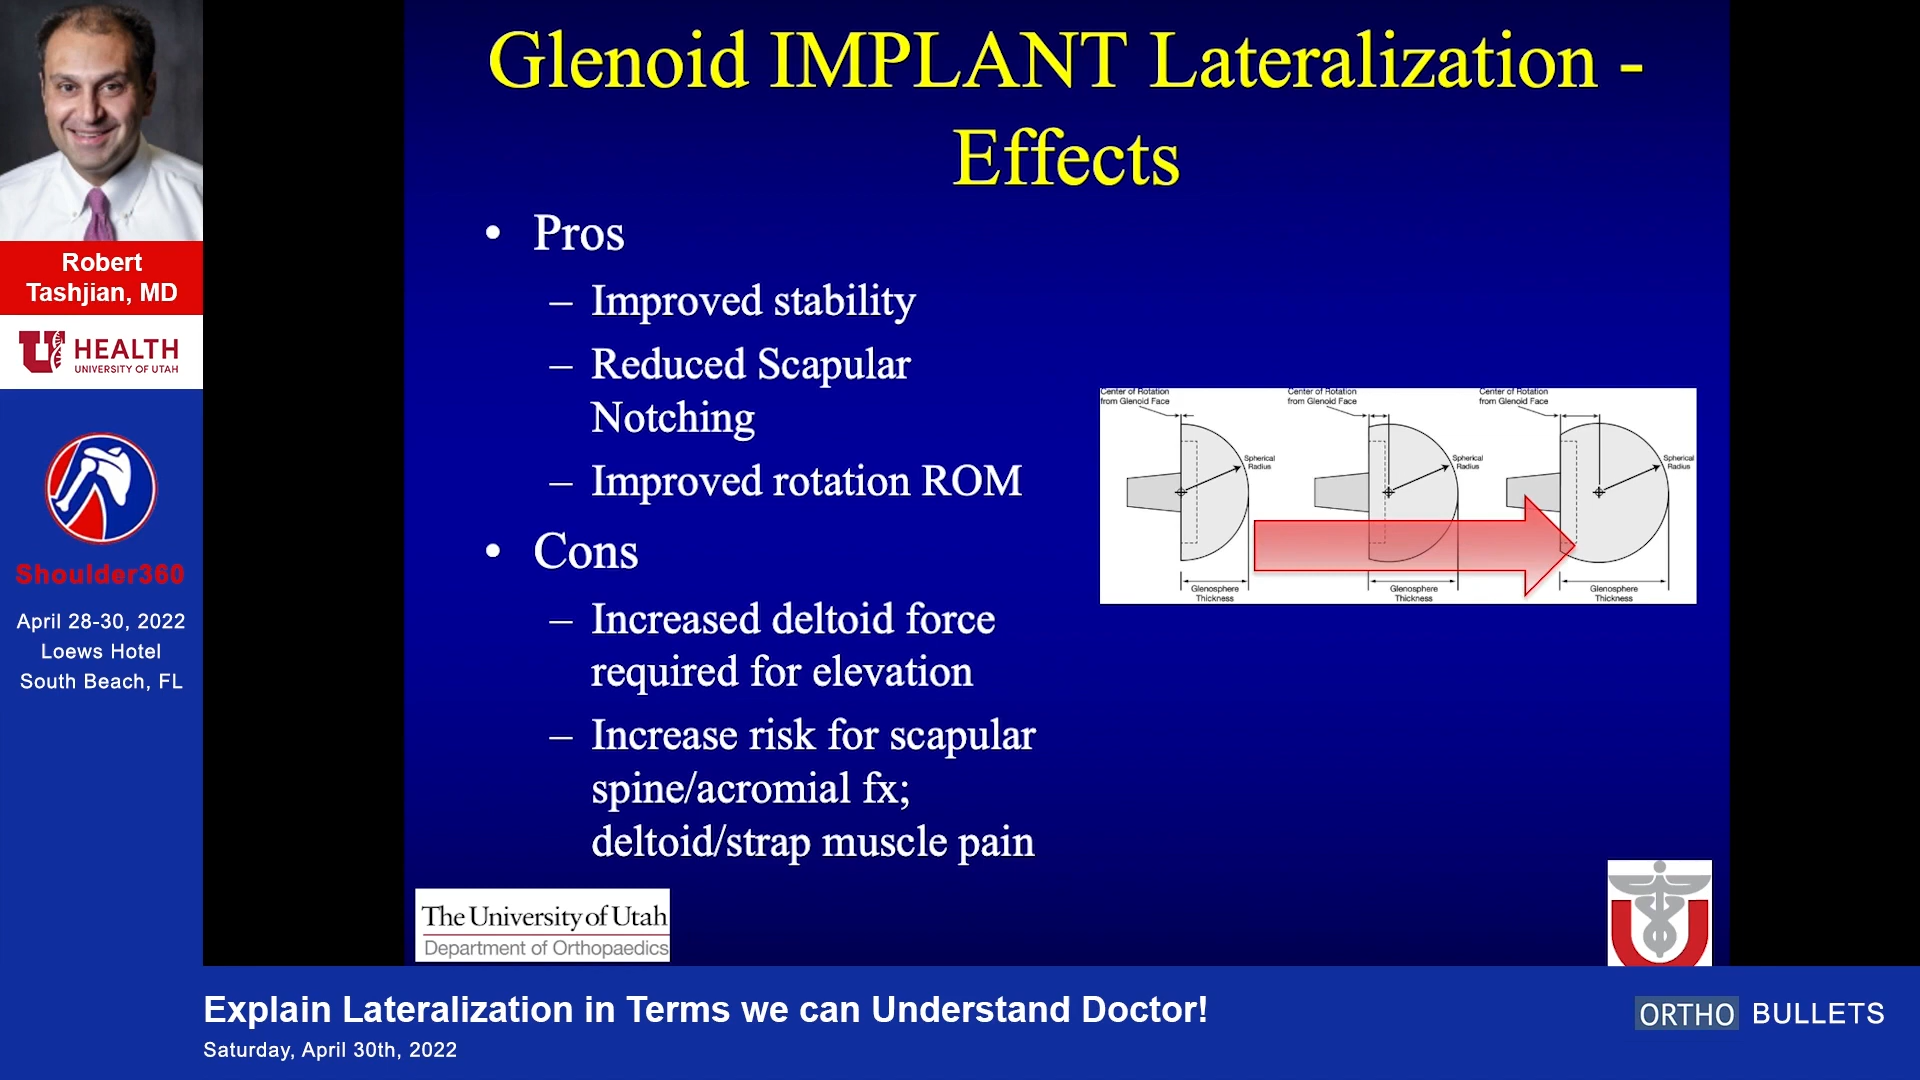 Glenoid IMPLANT Lateralization -
Effects
• Pros
– Improved stability
– Reduced Scapular
Notching
– Improved rotation ROM
• Cons
– Increased deltoid force
required for elevation
– Increase risk for scapular
spine/acromial fx;
deltoid/strap muscle pain
Center of Rotation
from Glenoid Face
Spherical
Radius
Glenosphere
Thickness
Center of Rotation
from Glenoid Face
Spherical
Radius
Glenosphere
Thickness
Center of Rotation
from Glenoid Face
Spherical
Radius
Glenosphere
Thickness
The University of Utah
Department of Orthopaedics
U
Robert
Tashjian, MD
U HEALTH
UNIVERSITY OF UTAH
Shoulder360
April 28-30, 2022
Loews Hotel
South Beach, FL
Explain Lateralization in Terms we can Understand Doctor!
Saturday, April 30th, 2022
ORTHO BULLETS